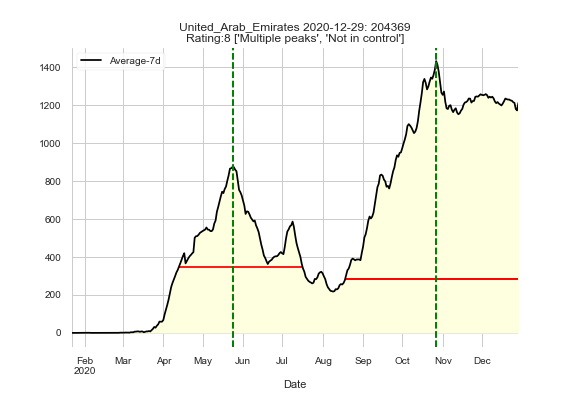 United_Arab_Emirates 2020-12-29: 204369
Rating:8 ['Multiple peaks', 'Not in control']
Average-7d
1400
1200
1000
800
600
400
200
0
Feb Mar Apr May Jun Jul Aug Sep Oct Nov Dec
2020
Date